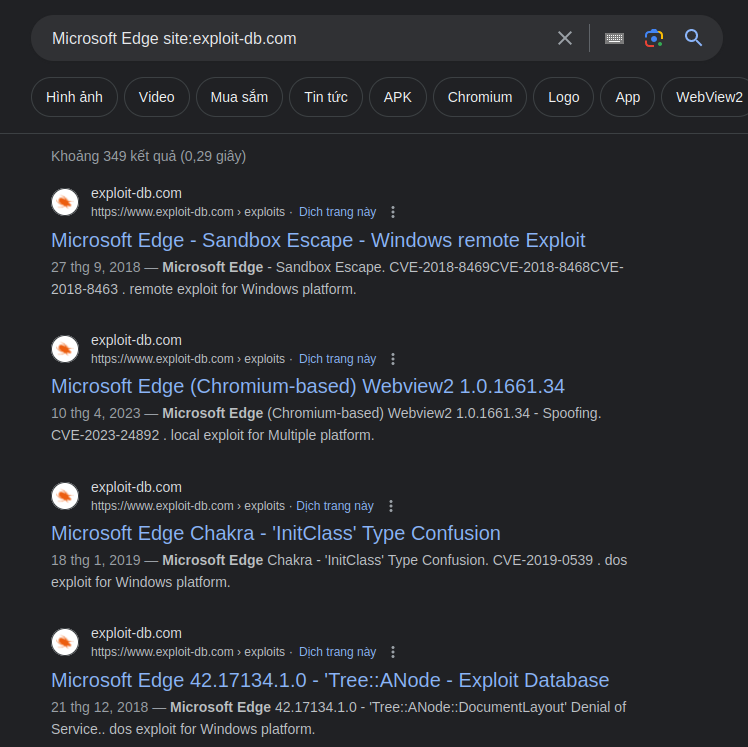 Microsoft Edge site:exploit-db.com
Hình ảnh Video Mua sắm Tin tức APK Chromium Logo App WebView2
Khoảng 349 kết quả (0,29 giây)
exploit-db.com
https://www.exploit-db.com › exploits · Dịch trang này
Microsoft Edge - Sandbox Escape - Windows remote Exploit
27 thg 9, 2018 — Microsoft Edge - Sandbox Escape. CVE-2018-8469CVE-2018-8468CVE-
2018-8463 . remote exploit for Windows platform.
exploit-db.com
https://www.exploit-db.com › exploits · Dịch trang này
Microsoft Edge (Chromium-based) Webview2 1.0.1661.34
10 thg 4, 2023 — Microsoft Edge (Chromium-based) Webview2 1.0.1661.34 - Spoofing.
CVE-2023-24892 . local exploit for Multiple platform.
exploit-db.com
https://www.exploit-db.com › exploits · Dịch trang này
Microsoft Edge Chakra - 'InitClass' Type Confusion
18 thg 1, 2019 — Microsoft Edge Chakra - 'InitClass' Type Confusion. CVE-2019-0539 . dos
exploit for Windows platform.
exploit-db.com
https://www.exploit-db.com › exploits · Dịch trang này
Microsoft Edge 42.17134.1.0 - 'Tree::ANode - Exploit Database
21 thg 12, 2018 — Microsoft Edge 42.17134.1.0 - 'Tree::ANode::DocumentLayout' Denial of
Service.. dos exploit for Windows platform.